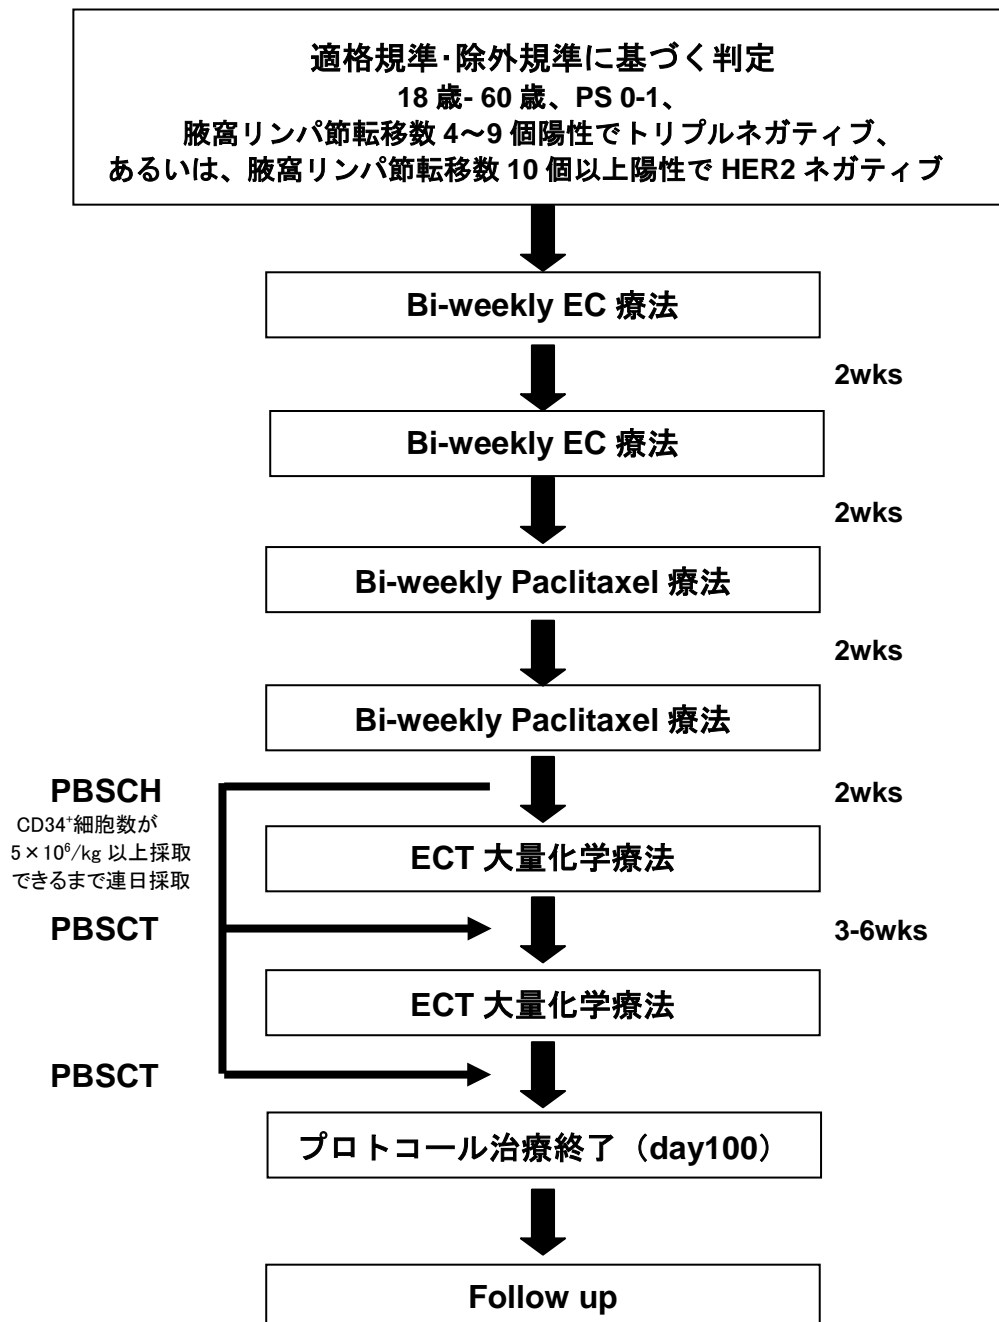 適格規準・除外規準に基づく判定
18 歳- 60 歳、PS 0-1、
腋窩リンパ節転移数 4～9 個陽性でトリプルネガティブ、
あるいは、腋窩リンパ節転移数 10 個以上陽性で HER2 ネガティブ
Bi-weekly EC 療法
2wks
Bi-weekly EC 療法
2wks
Bi-weekly Paclitaxel 療法
2wks
Bi-weekly Paclitaxel 療法
PBSCH
2wks
CD34⁺細胞数が
5×10⁶/kg 以上採取
できるまで連日採取
ECT 大量化学療法
PBSCT
3-6wks
ECT 大量化学療法
PBSCT
プロトコール治療終了（day100）
Follow up